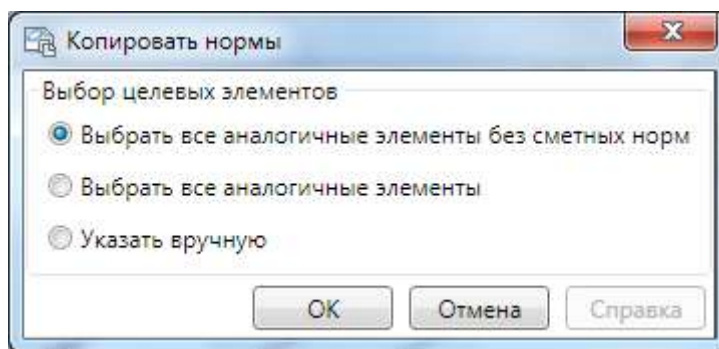 Копировать нормы
Выбор целевых элементов
Выбрать все аналогичные элементы без сметных норм
Выбрать все аналогичные элементы
Указать вручную
OK Отмена Справка